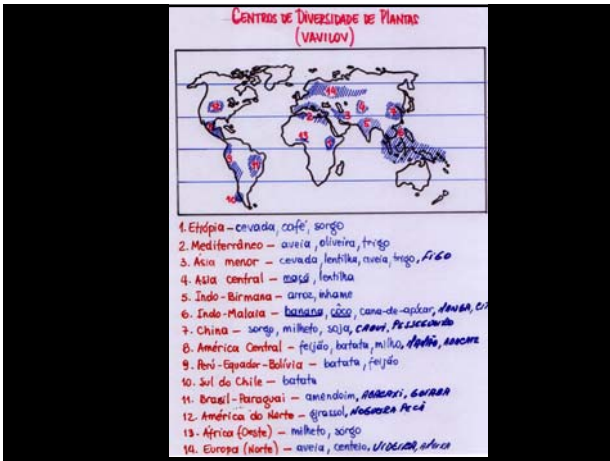 CENTROS DE DIVERSIDADE DE PLANTAS
(VAVILOV)
1. Etiópia – cevada, café, sorgo
2. Mediterrâneo – aveia, oliveira, trigo
3. Ásia menor – cevada, lentilha, aveia, trigo, FIGO
4. Ásia central – maçã, lentilha
5. Indo-Birmana – arroz, inhame
6. Indo-Malaia – banana, côco, cana-de-açúcar, MANGA,
7. China – sorgo, milheto, soja, CAQUI, PESSEGUEIRO
8. América Central – feijão, batata, milho, MAMÃO, ABACATE
9. Perú-Equador-Bolívia – batata, feijão
10. Sul do Chile – batata
11. Brasil-Paraguai – amendoim, ABACAXI, GOIABA
12. América do Norte – girassol, NOGUEIRA PECÃ
13. África (Oeste) – milheto, sorgo
14. Europa (Norte) – aveia, centeio, VIDEIRA,